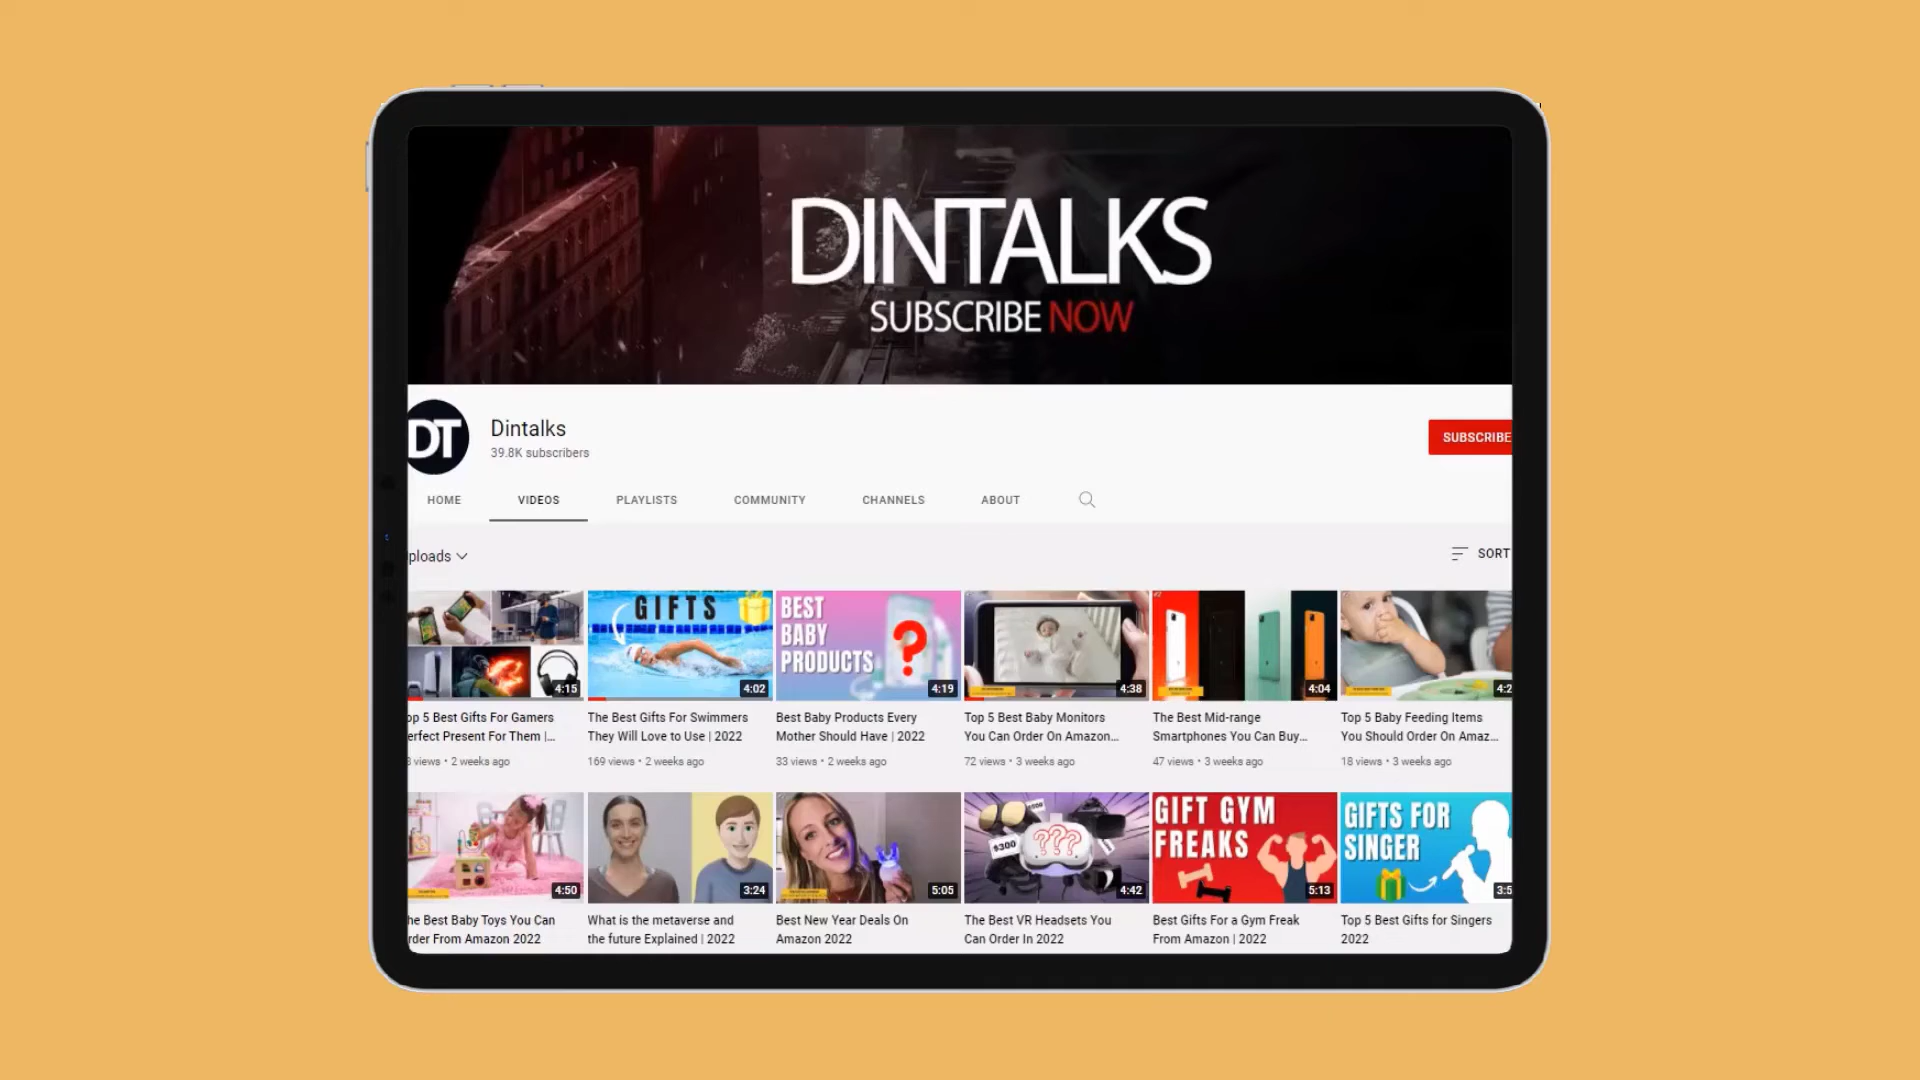 DINTALKS
SUBSCRIBE NOW
DT
Dintalks
39.8K subscribers
SUBSCRIBE
HOME
VIDEOS
PLAYLISTS
COMMUNITY
CHANNELS
ABOUT
ploads
SORT
4:15
GIFTS
4:02
BEST
BABY
PRODUCTS
?
4:19
4:38
4:04
4:2
op 5 Best Gifts For Gamers
erfect Present For Them |...
views • 2 weeks ago
The Best Gifts For Swimmers
They Will Love to Use | 2022
169 views • 2 weeks ago
Best Baby Products Every
Mother Should Have | 2022
33 views • 2 weeks ago
Top 5 Best Baby Monitors
You Can Order On Amazon...
72 views • 3 weeks ago
The Best Mid-range
Smartphones You Can Buy...
47 views • 3 weeks ago
Top 5 Baby Feeding Items
You Should Order On Amaz...
18 views • 3 weeks ago
4:50
3:24
5:05
$300
???
4:42
GIFT GYM
FREAKS
5:13
GIFTS FOR
SINGER
3:5
he Best Baby Toys You Can
rder From Amazon 2022
What is the metaverse and
the future Explained | 2022
Best New Year Deals On
Amazon 2022
The Best VR Headsets You
Can Order In 2022
Best Gifts For a Gym Freak
From Amazon | 2022
Top 5 Best Gifts for Singers
2022